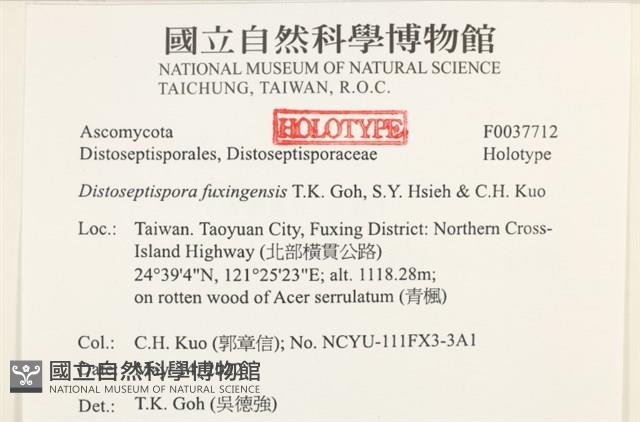 國立自然科學博物館
NATIONAL MUSEUM OF NATURAL SCIENCE
TAICHUNG, TAIWAN, R.O.C.
Ascomycota HOLOTYPE F0037712
Distoseptisporales, Distoseptisporaceae Holotype
Distoseptispora fuxingensis T.K. Goh, S.Y. Hsieh & C.H. Kuo
Loc.: Taiwan. Taoyuan City, Fuxing District: Northern Cross-
Island Highway (北部橫貫公路)
24°39'4"N, 121°25'23"E; alt. 1118.28m;
on rotten wood of Acer serrulatum (青楓)
Col.: C.H. Kuo (郭章信); No. NCYU-111FX3-3A1
Date:
國立自然科學博物館
NATIONAL MUSEUM OF NATURAL SCIENCE
Det.: T.K. Goh (吳德強)